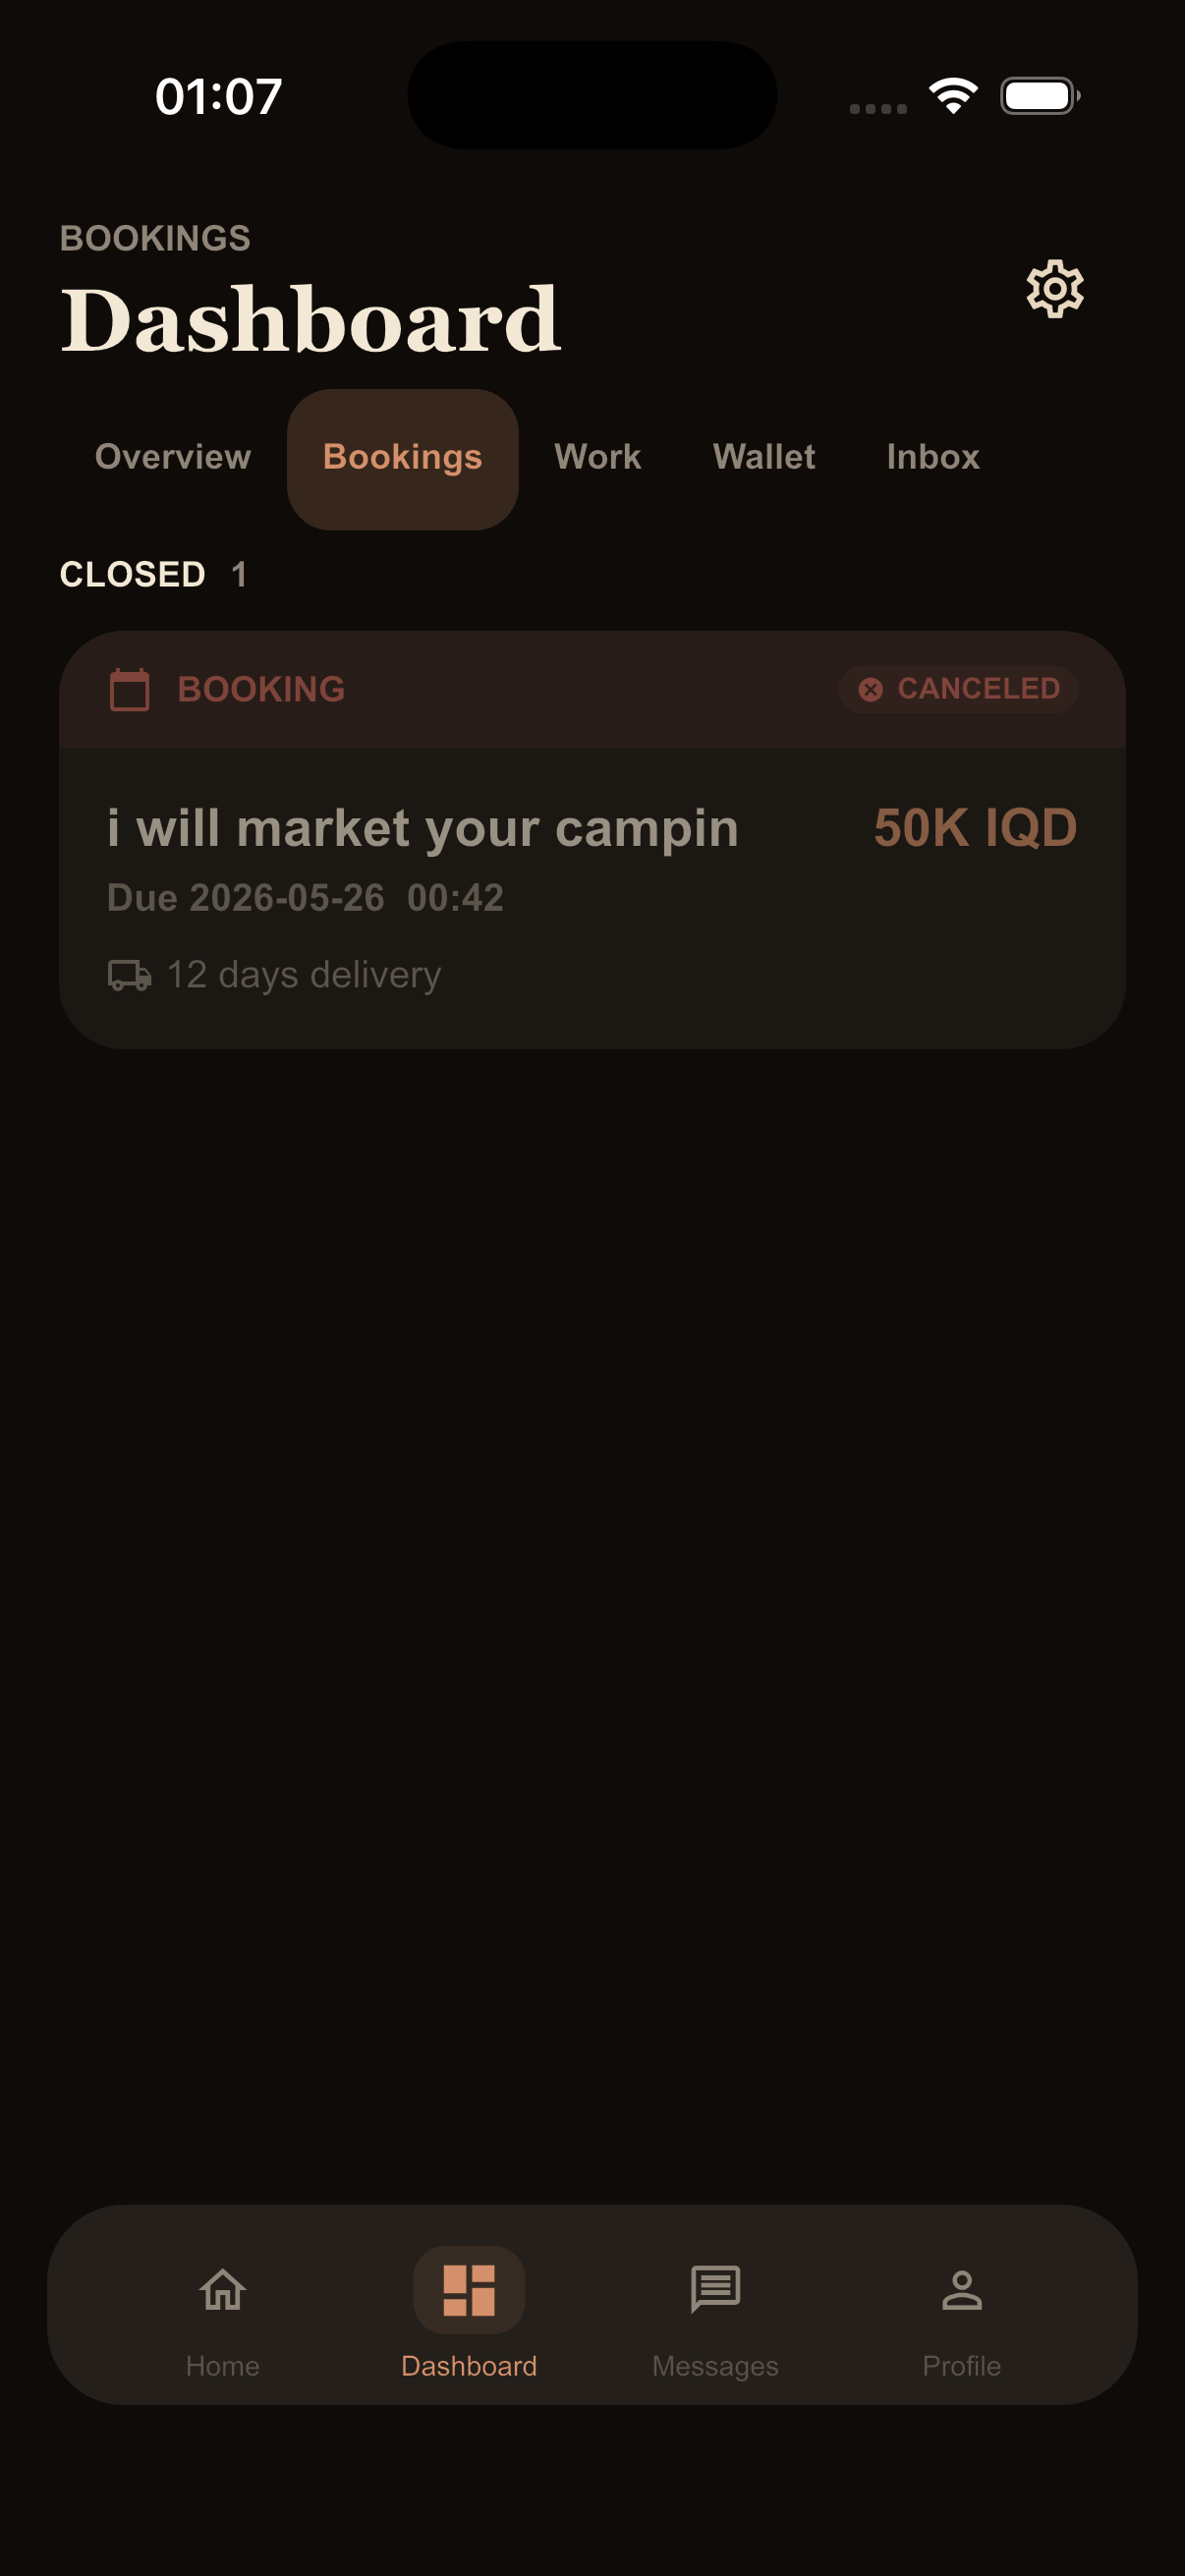 01:07
BOOKINGS
Dashboard
Overview Bookings Work Wallet Inbox
CLOSED 1
BOOKING CANCELED
i will market your campin 50K IQD
Due 2026-05-26 00:42
12 days delivery
Home Dashboard Messages Profile